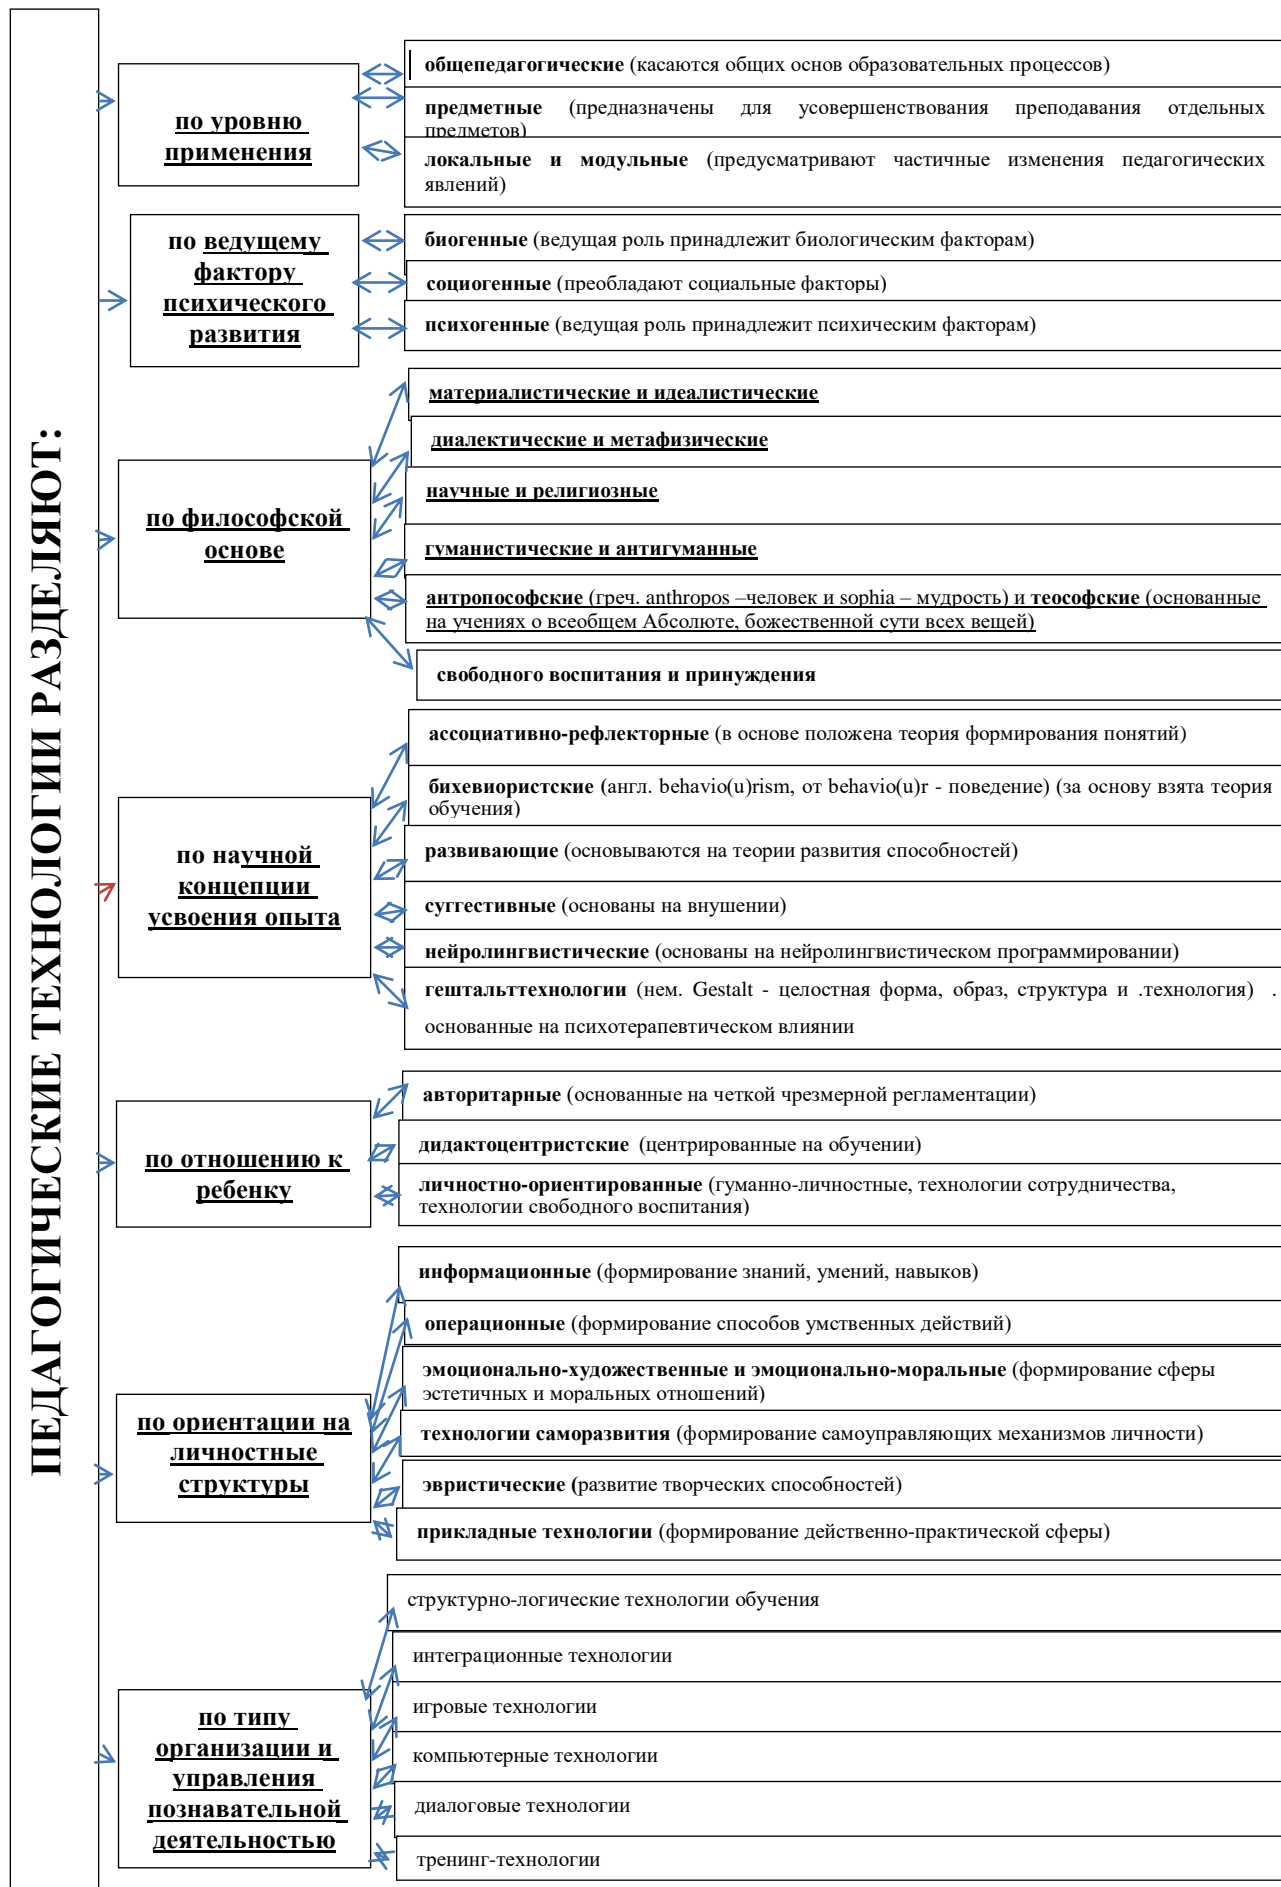 ПЕДАГОГИЧЕСКИЕ ТЕХНОЛОГИИ РАЗДЕЛЯЮТ:
по уровню
применения
общепедагогические (касаются общих основ образовательных процессов)
предметные (предназначены для усовершенствования преподавания отдельных
предметов)
локальные и модульные (предусматривают частичные изменения педагогических
явлений)
по ведущему
фактору
психического
развития
биогенные (ведущая роль принадлежит биологическим факторам)
социогенные (преобладают социальные факторы)
психогенные (ведущая роль принадлежит психическим факторам)
по философской
основе
материалистические и идеалистические
диалектические и метафизические
научные и религиозные
гуманистические и антигуманные
антропософские (греч. anthropos –человек и sophia – мудрость) и теософские (основанные
на учениях о всеобщем Абсолюте, божественной сути всех вещей)
свободного воспитания и принуждения
по научной
концепции
усвоения опыта
ассоциативно-рефлекторные (в основе положена теория формирования понятий)
бихевиористские (англ. behavio(u)rism, от behavio(u)r - поведение) (за основу взята теория
обучения)
развивающие (основываются на теории развития способностей)
суггестивные (основаны на внушении)
нейролингвистические (основаны на нейролингвистическом программировании)
гештальттехнологии (нем. Gestalt - целостная форма, образ, структура и .технология) .
основанные на психотерапевтическом влиянии
по отношению к
ребенку
авторитарные (основанные на четкой чрезмерной регламентации)
дидактоцентристские (центрированные на обучении)
личностно-ориентированные (гуманно-личностные, технологии сотрудничества,
технологии свободного воспитания)
по ориентации на
личностные
структуры
информационные (формирование знаний, умений, навыков)
операционные (формирование способов умственных действий)
эмоционально-художественные и эмоционально-моральные (формирование сферы
эстетичных и моральных отношений)
технологии саморазвития (формирование самоуправляющих механизмов личности)
эвристические (развитие творческих способностей)
прикладные технологии (формирование действенно-практической сферы)
по типу
организации и
управления
познавательной
деятельностью
структурно-логические технологии обучения
интеграционные технологии
игровые технологии
компьютерные технологии
диалоговые технологии
тренинг-технологии